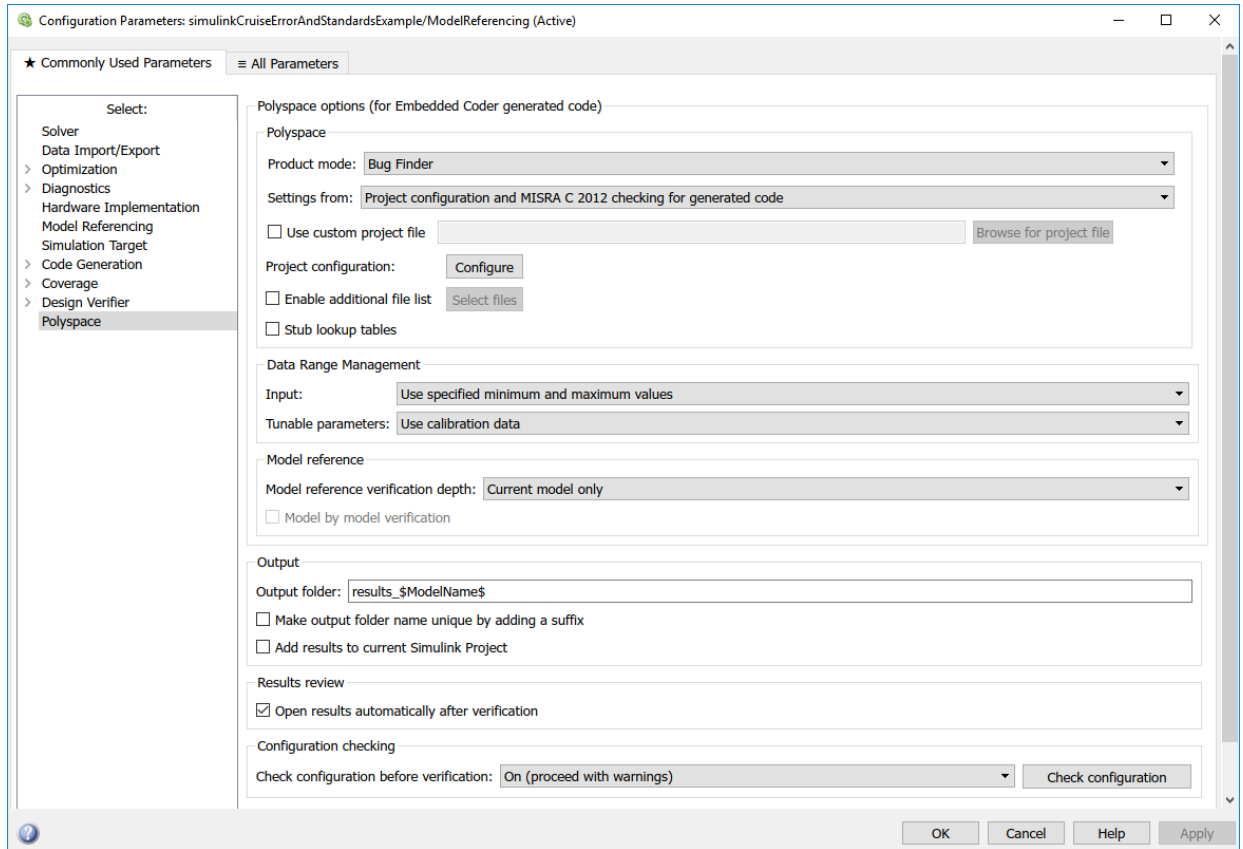 Configuration Parameters: simulinkCruiseErrorAndStandardsExample/ModelReferencing (Active)
★ Commonly Used Parameters
≡ All Parameters
Select:
Solver
Data Import/Export
Optimization
Diagnostics
Hardware Implementation
Model Referencing
Simulation Target
Code Generation
Coverage
Design Verifier
Polyspace
Polyspace options (for Embedded Coder generated code)
Polyspace
Product mode: Bug Finder
Settings from: Project configuration and MISRA C 2012 checking for generated code
Use custom project file Browse for project file
Project configuration: Configure
Enable additional file list Select files
Stub lookup tables
Data Range Management
Input: Use specified minimum and maximum values
Tunable parameters: Use calibration data
Model reference
Model reference verification depth: Current model only
Model by model verification
Output
Output folder: results_$ModelName$
Make output folder name unique by adding a suffix
Add results to current Simulink Project
Results review
Open results automatically after verification
Configuration checking
Check configuration before verification: On (proceed with warnings) Check configuration
OK Cancel Help Apply